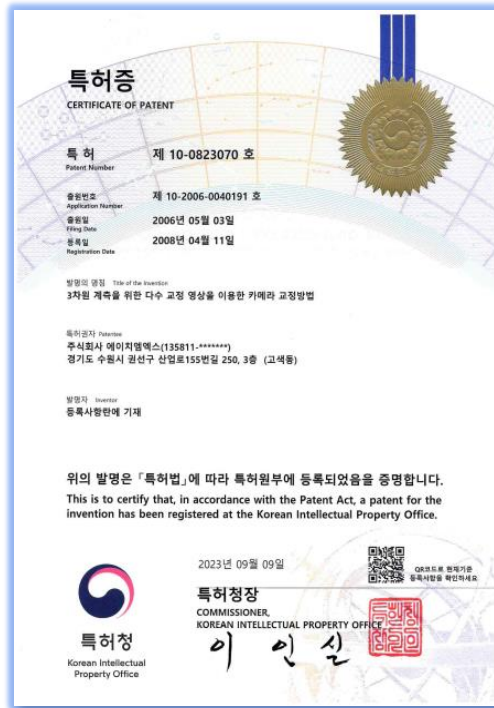 특허증
CERTIFICATE OF PATENT
특 허 제 10-0823070 호
Patent Number
출원번호 제 10-2006-0040191 호
Application Number
출원일 2006년 05월 03일
Filing Date
등록일 2008년 04월 11일
Registration Date
발명의 명칭 Title of the Invention
3차원 계측을 위한 다수 교정 영상을 이용한 카메라 교정방법
특허권자 Patentee
주식회사 에이치엠엑스(135811-*******)
경기도 수원시 권선구 산업로155번길 250, 3층 (고색동)
발명자 Inventor
등록사항란에 기재
위의 발명은 「특허법」에 따라 특허원부에 등록되었음을 증명합니다.
This is to certify that, in accordance with the Patent Act, a patent for the
invention has been registered at the Korean Intellectual Property Office.
2023년 09월 09일
QR코드로 현재기준
등록사항을 확인하세요
특허청장
COMMISSIONER,
KOREAN INTELLECTUAL PROPERTY OFFICE
이 인 실
특허청
Korean Intellectual
Property Office